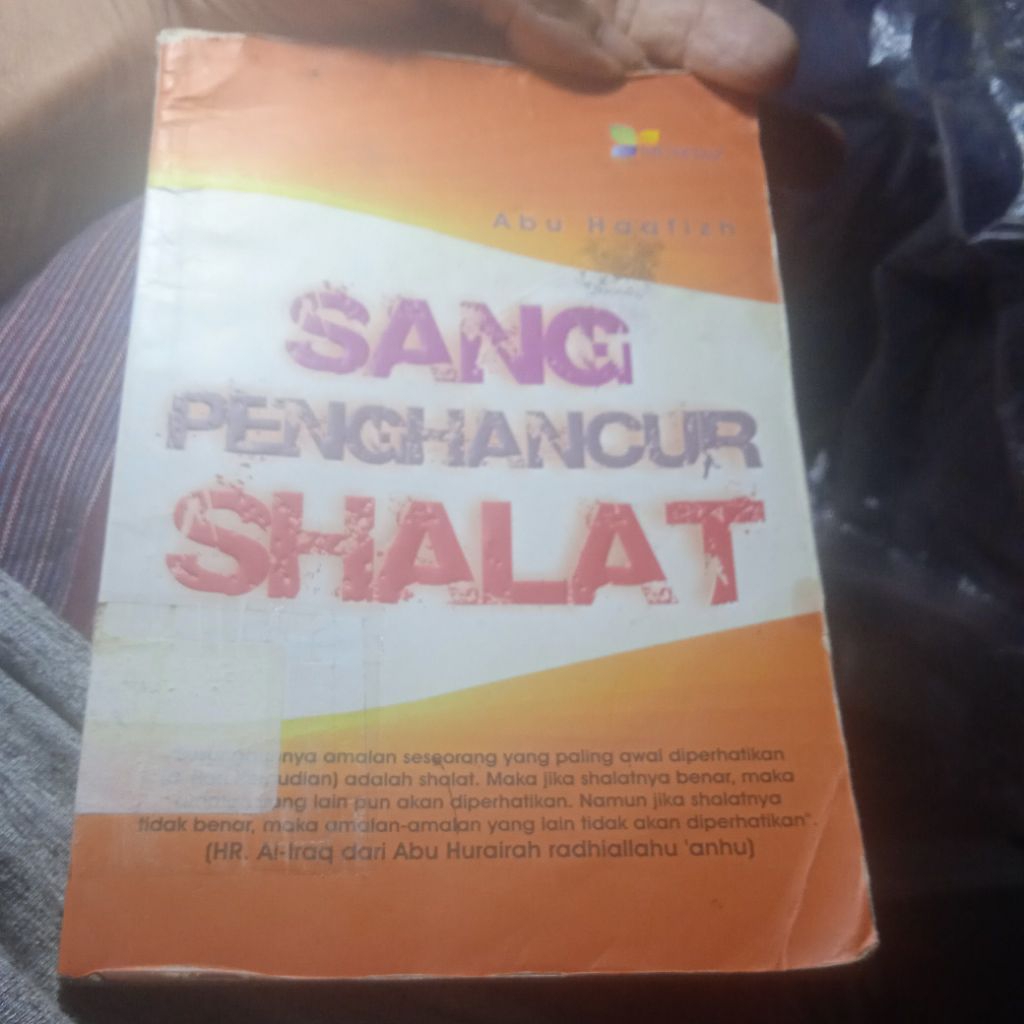 Abu Haafizh
SANG
PENGHANCUR
SHALAT
amalan seseorang yang paling awal diperhatikan
adalah shalat. Maka jika shalatnya benar, maka
yang lain pun akan diperhatikan. Namun jika shalatnya
tidak benar, maka amalan-amalan yang lain tidak akan diperhatikan".
(HR. Al-Iraq dari Abu Hurairah radhiallahu 'anhu)